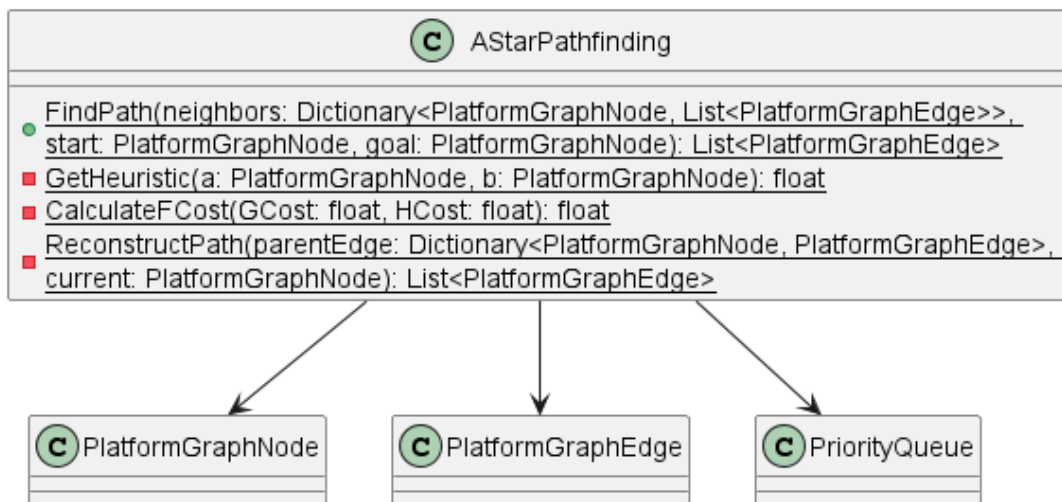 C AStarPathfinding
FindPath(neighbors: Dictionary<PlatformGraphNode, List<PlatformGraphEdge>>,
start: PlatformGraphNode, goal: PlatformGraphNode): List<PlatformGraphEdge>
GetHeuristic(a: PlatformGraphNode, b: PlatformGraphNode): float
CalculateFCost(GCost: float, HCost: float): float
ReconstructPath(parentEdge: Dictionary<PlatformGraphNode, PlatformGraphEdge>,
current: PlatformGraphNode): List<PlatformGraphEdge>
C PlatformGraphNode
C PlatformGraphEdge
C PriorityQueue